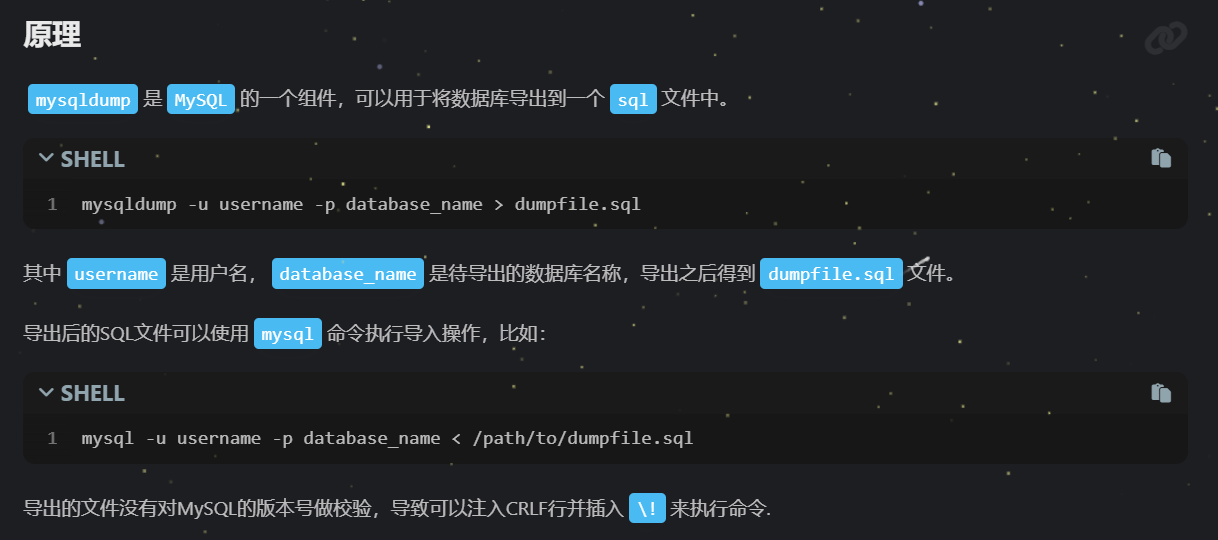 原理
mysqldump 是 MySQL 的一个组件，可以用于将数据库导出到一个 sql 文件中。
SHELL
1 mysqldump -u username -p database_name > dumpfile.sql
其中 username 是用户名， database_name 是待导出的数据库名称，导出之后得到 dumpfile.sql 文件。
导出后的SQL文件可以使用 mysql 命令执行导入操作，比如：
SHELL
1 mysql -u username -p database_name < /path/to/dumpfile.sql
导出的文件没有对MySQL的版本号做校验，导致可以注入CRLF行并插入 \! 来执行命令.